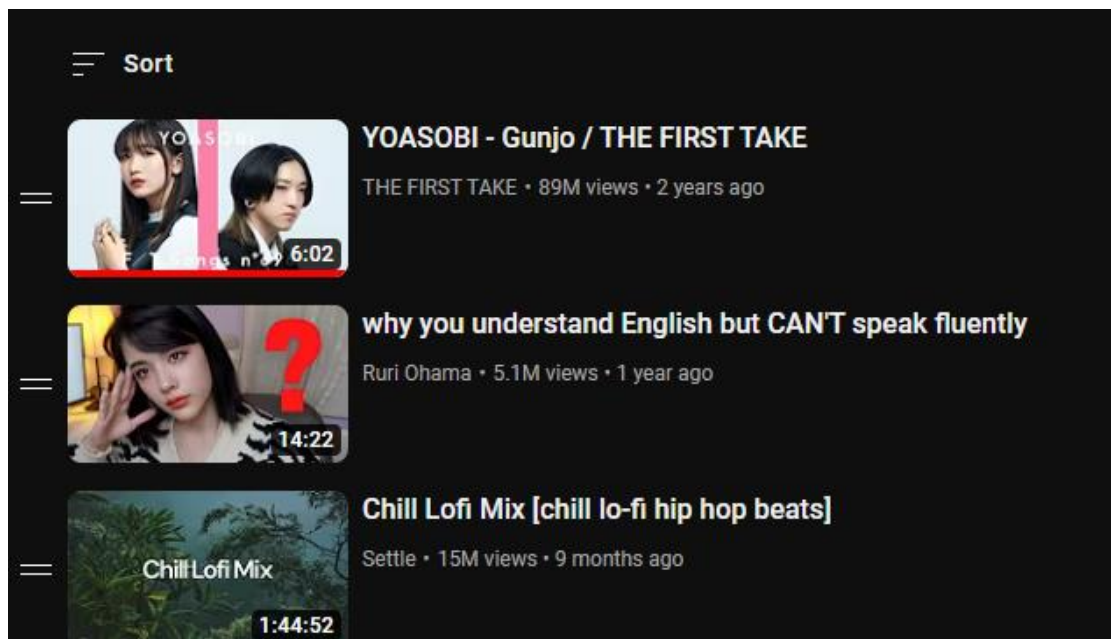 Sort
YOASOBI
F T Songs n°
6:02
YOASOBI - Gunjo / THE FIRST TAKE
THE FIRST TAKE • 89M views • 2 years ago
?
14:22
why you understand English but CAN'T speak fluently
Ruri Ohama • 5.1M views • 1 year ago
Chill Lofi Mix
1:44:52
Chill Lofi Mix [chill lo-fi hip hop beats]
Settle • 15M views • 9 months ago